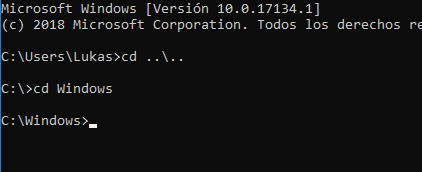 Microsoft Windows [Versión 10.0.17134.1]
(c) 2018 Microsoft Corporation. Todos los derechos re
C:\Users\Lukas>cd ..\..
C:\>cd Windows
C:\Windows>